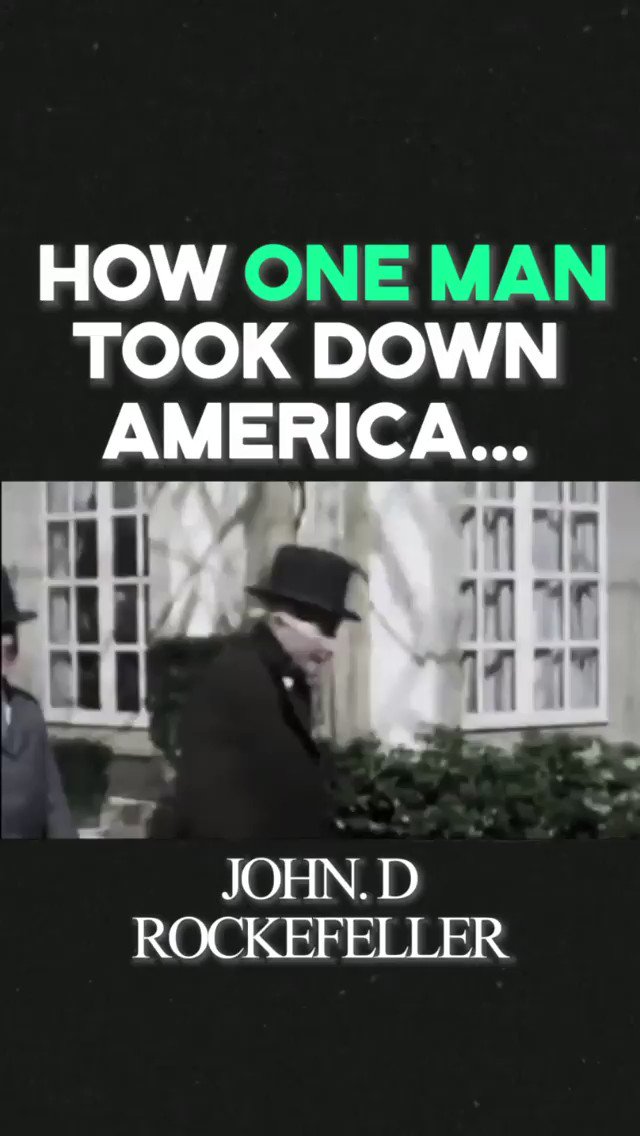 HOW ONE MAN
TOOK DOWN
AMERICA...
JOHN. D
ROCKEFELLER